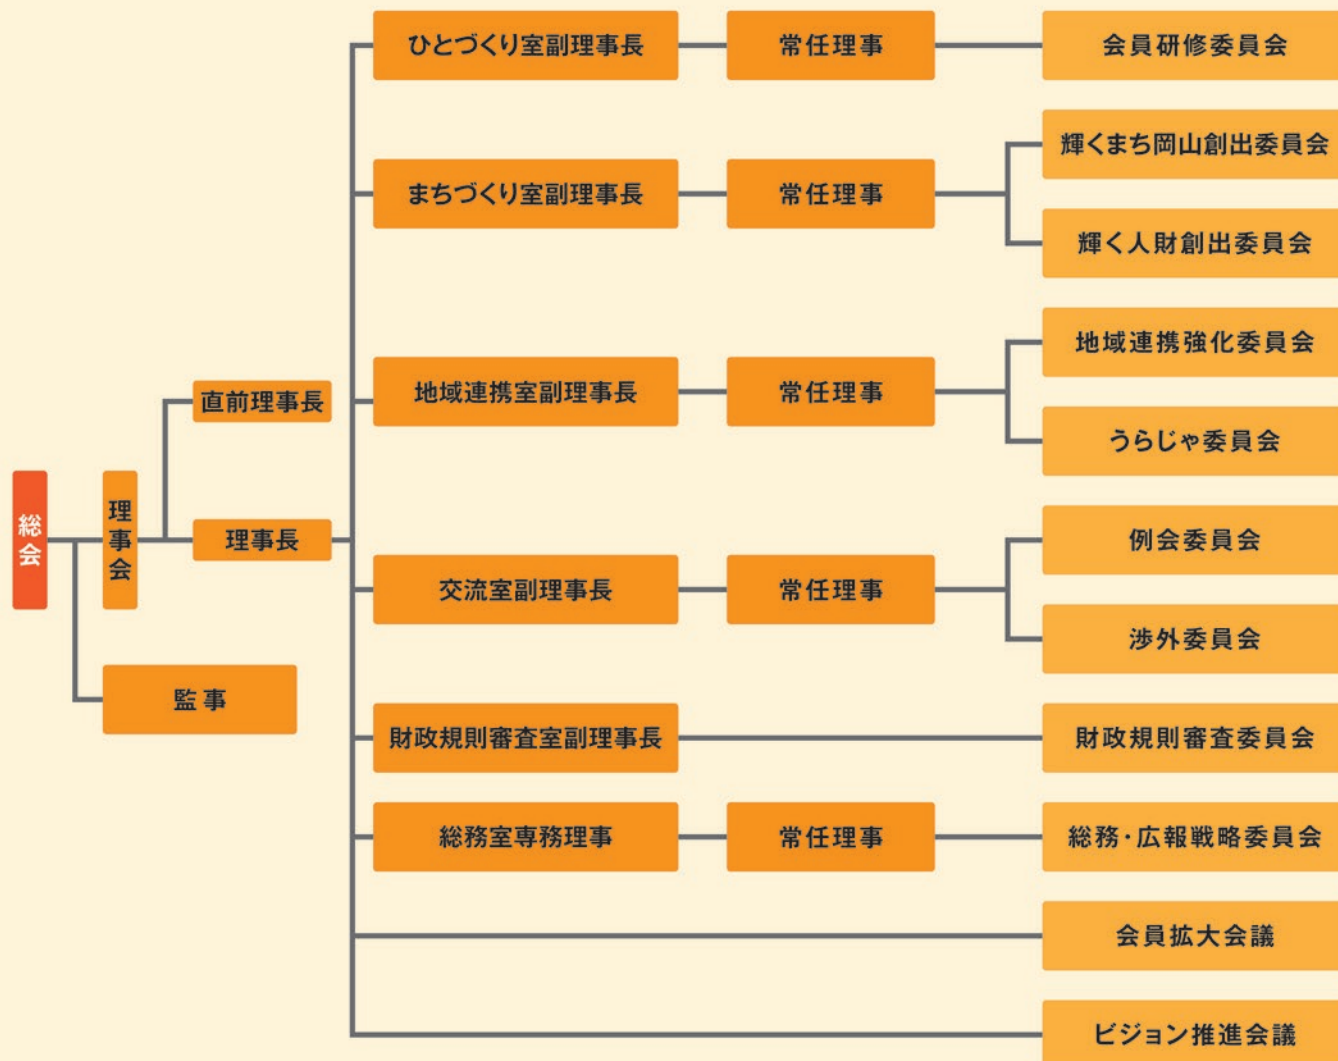 総会
理事会
監事
直前理事長
理事長
ひとづくり室副理事長
常任理事
会員研修委員会
まちづくり室副理事長
常任理事
輝くまち岡山創出委員会
輝く人財創出委員会
地域連携室副理事長
常任理事
地域連携強化委員会
うらじゃ委員会
交流室副理事長
常任理事
例会委員会
渉外委員会
財政規則審査室副理事長
財政規則審査委員会
総務室専務理事
常任理事
総務・広報戦略委員会
会員拡大会議
ビジョン推進会議